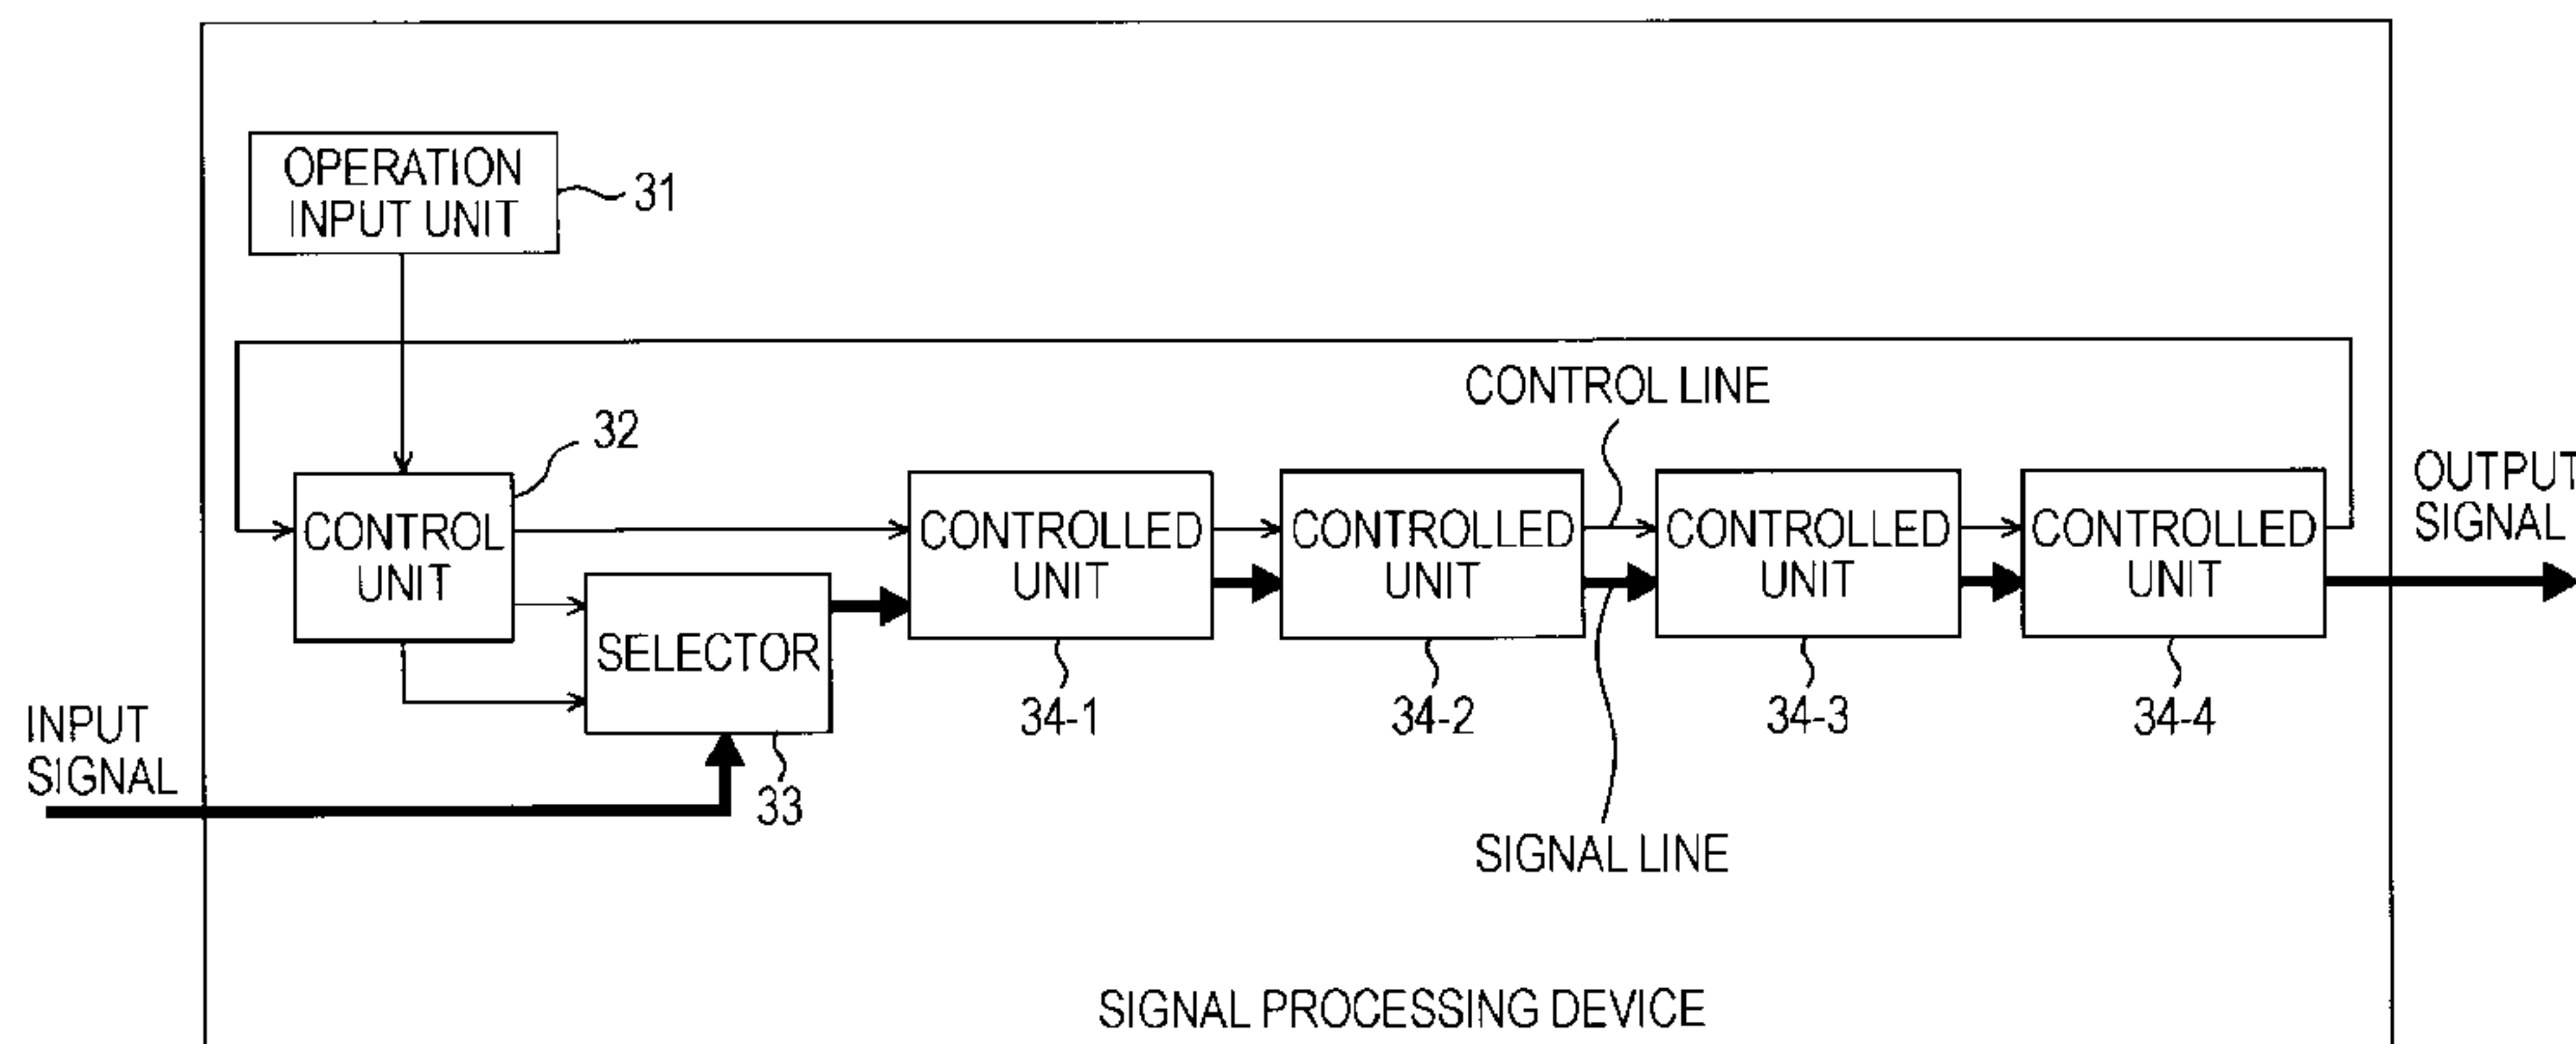 OPERATION
INPUT UNIT
31
CONTROL LINE
32
CONTROL
UNIT
CONTROLLED
UNIT
CONTROLLED
UNIT
CONTROLLED
UNIT
CONTROLLED
UNIT
OUTPUT
SIGNAL
SELECTOR
34-1
34-2
34-3
34-4
INPUT
SIGNAL
33
SIGNAL LINE
SIGNAL PROCESSING DEVICE